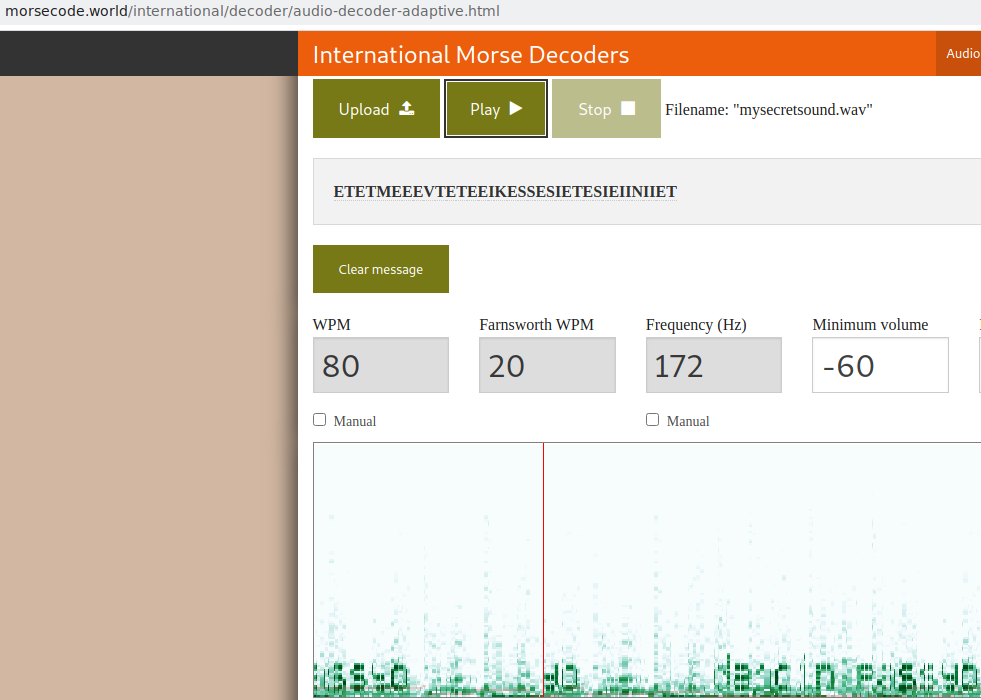 morsecode.world/international/decoder/audio-decoder-adaptive.html
International Morse Decoders
Audio
Upload Play Stop Filename: "mysecretsound.wav"
ETETMEEEVTETEEIKESSESIETESIEIINIIET
Clear message
WPM Farnsworth WPM Frequency (Hz) Minimum volume
80 20 172 -60
Manual Manual